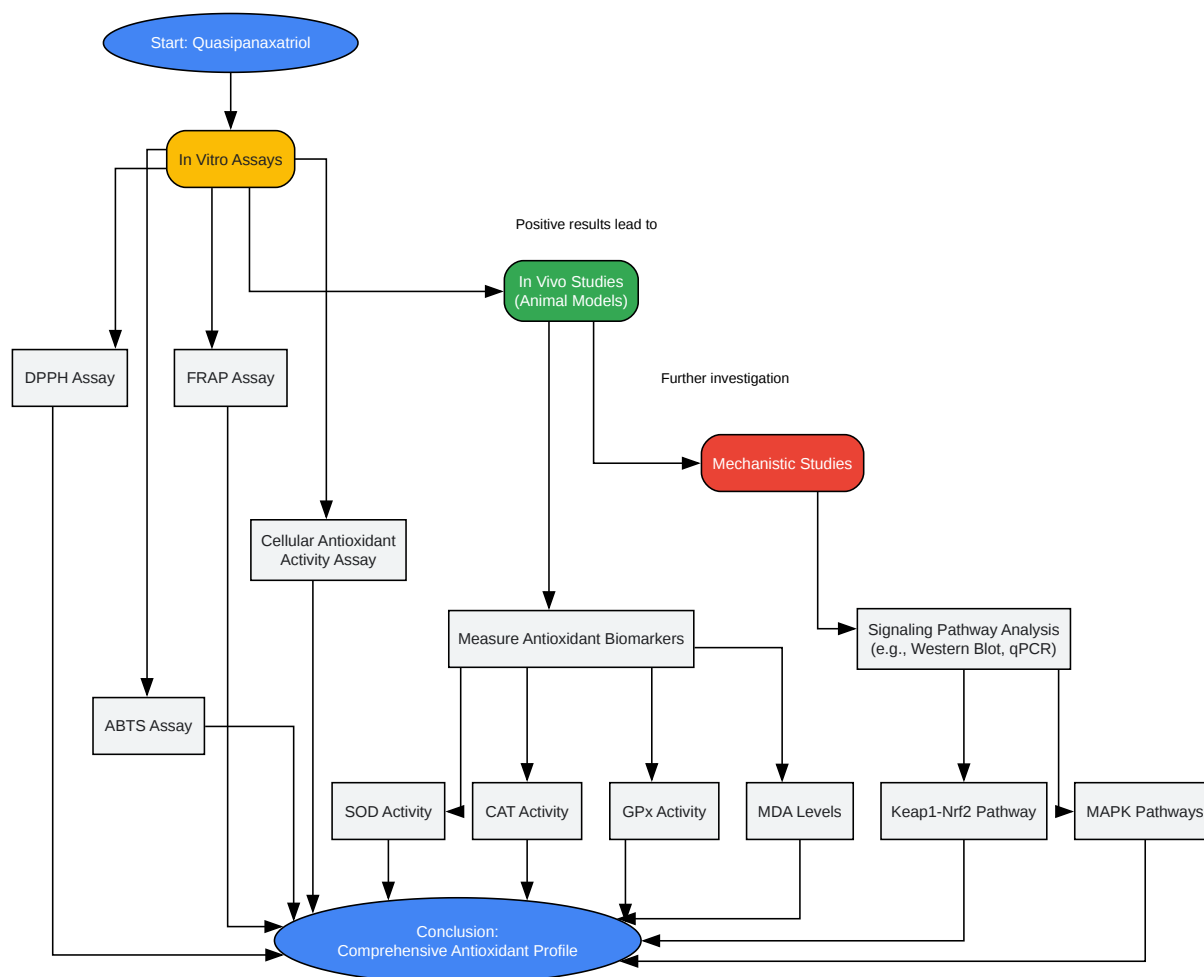 Start: Quasipanaxatriol
In Vitro Assays
Positive results lead to
In Vivo Studies
(Animal Models)
DPPH Assay
FRAP Assay
Further investigation
Mechanistic Studies
Cellular Antioxidant
Activity Assay
Measure Antioxidant Biomarkers
Signaling Pathway Analysis
(e.g., Western Blot, qPCR)
ABTS Assay
SOD Activity
CAT Activity
GPx Activity
MDA Levels
Keap1-Nrf2 Pathway
MAPK Pathways
Conclusion:
Comprehensive Antioxidant Profile